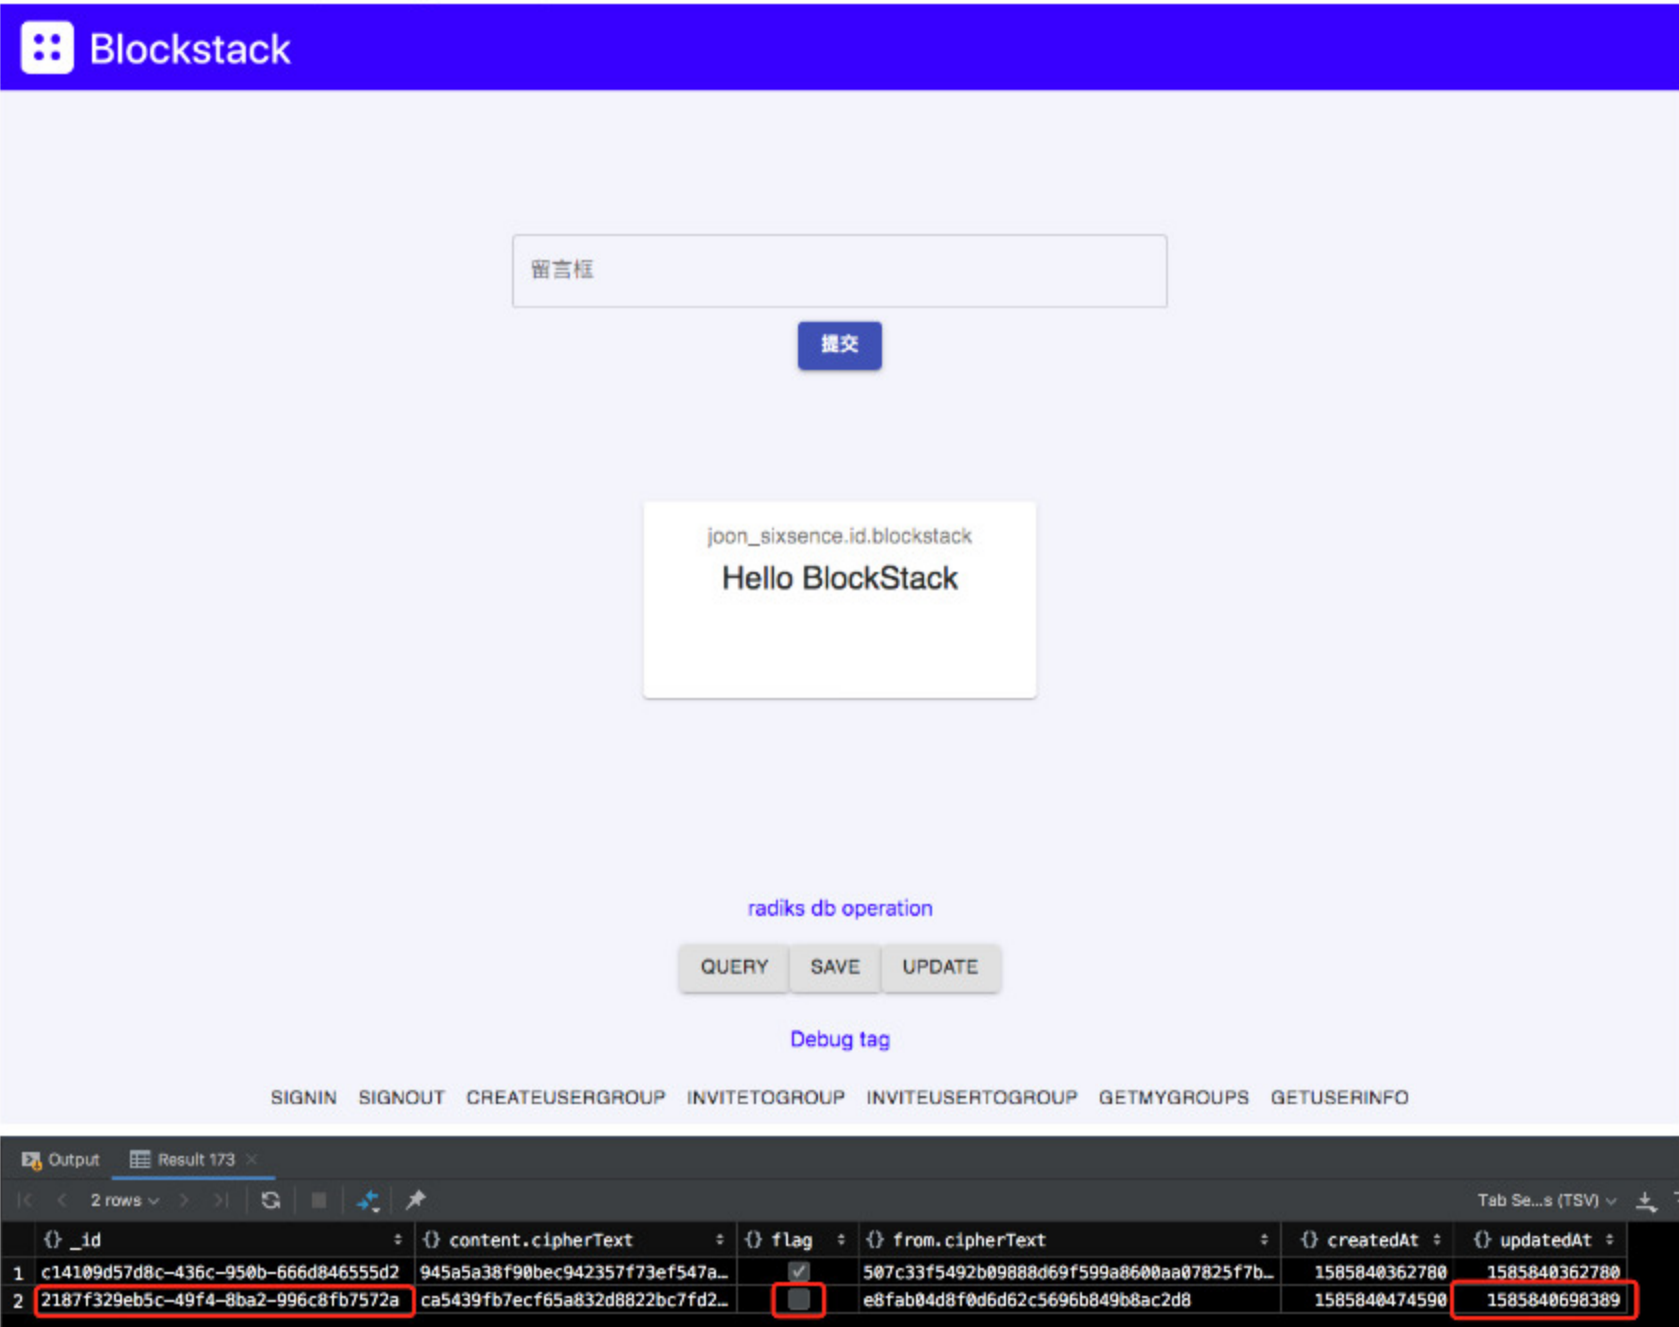 Blockstack
留言框
提交
joon_sixsence.id.blockstack
Hello BlockStack
radiks db operation
QUERY SAVE UPDATE
Debug tag
SIGNIN SIGNOUT CREATEUSERGROUP INVITETOGROUP INVITEUSERTOGROUP GETMYGROUPS GETUSERINFO
Output Result 173
2 rows Tab Se...s (TSV)
_id content.cipherText flag from.cipherText createdAt updatedAt
1 c14109d57d8c-436c-950b-666d846555d2 945a5a38f90bec942357f73ef547a… 507c33f5492b09888d69f599a8600aa07825f7b… 1585840362780 1585840362780
2 2187f329eb5c-49f4-8ba2-996c8fb7572a ca5439fb7ecf65a832d8822bc7fd2… e8fab04d8f0d6d62c5696b849b8ac2d8 1585840474590 1585840698389